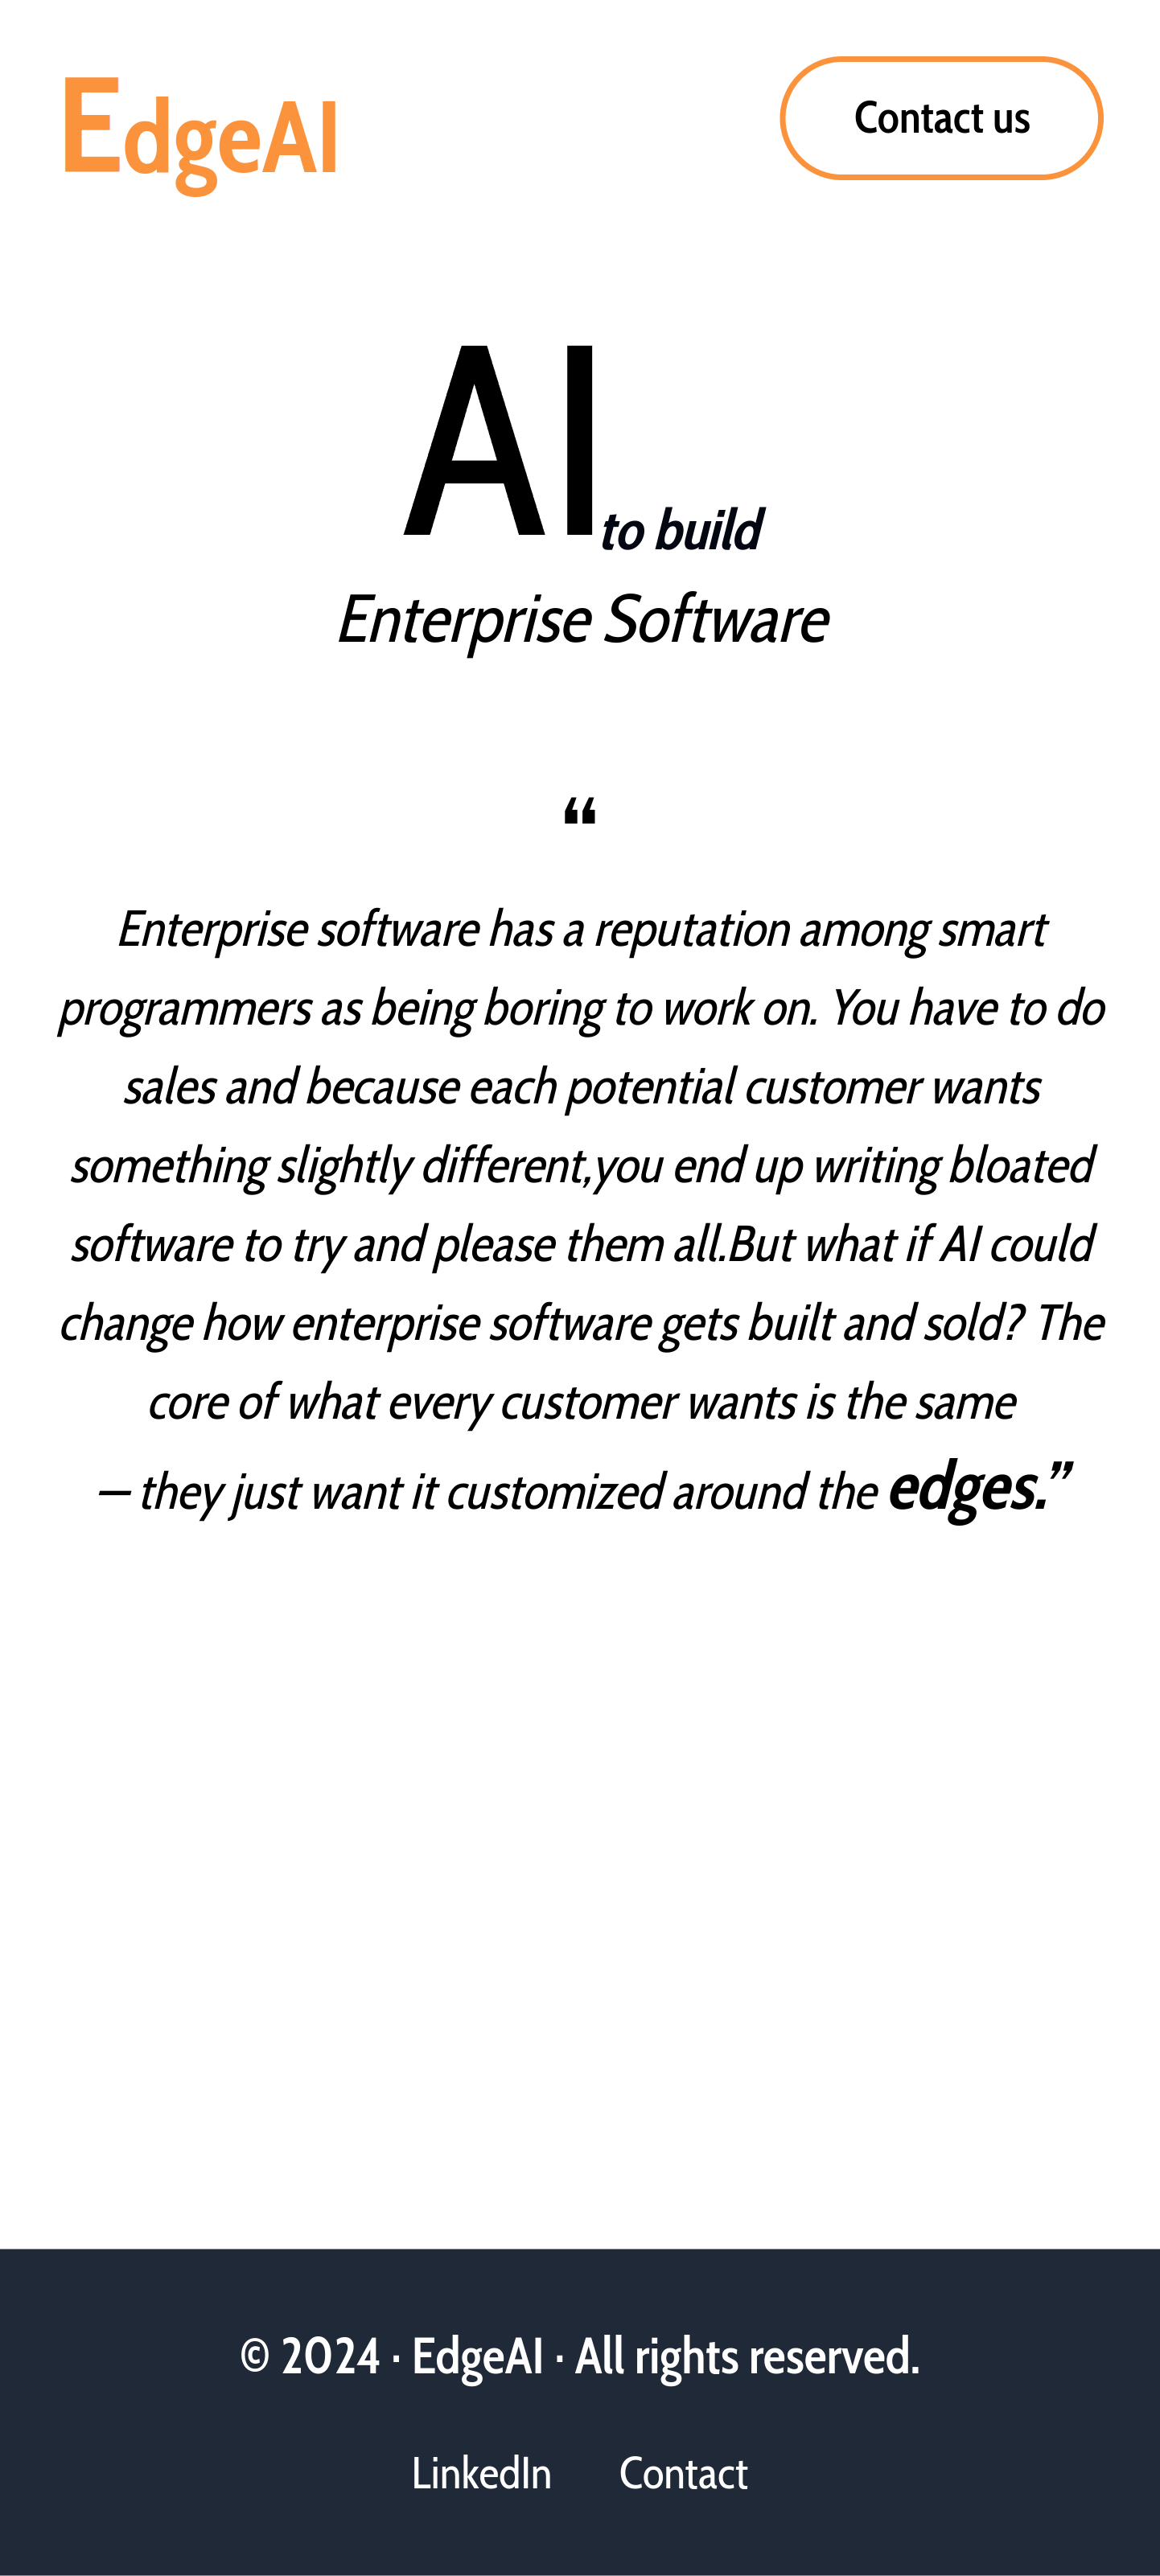 EdgeAI
Contact us
AI to build
Enterprise Software
❝
Enterprise software has a reputation among smart
programmers as being boring to work on. You have to do
sales and because each potential customer wants
something slightly different,you end up writing bloated
software to try and please them all.But what if AI could
change how enterprise software gets built and sold? The
core of what every customer wants is the same
— they just want it customized around the edges.”
© 2024 · EdgeAI · All rights reserved.
LinkedIn Contact